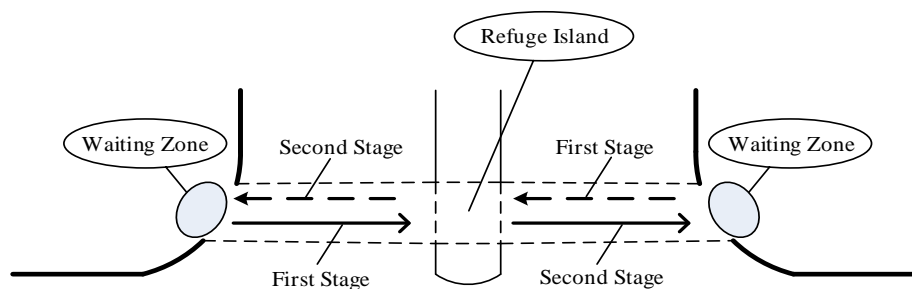 Refuge Island
Waiting Zone
Second Stage
First Stage
Waiting Zone
First Stage
Second Stage